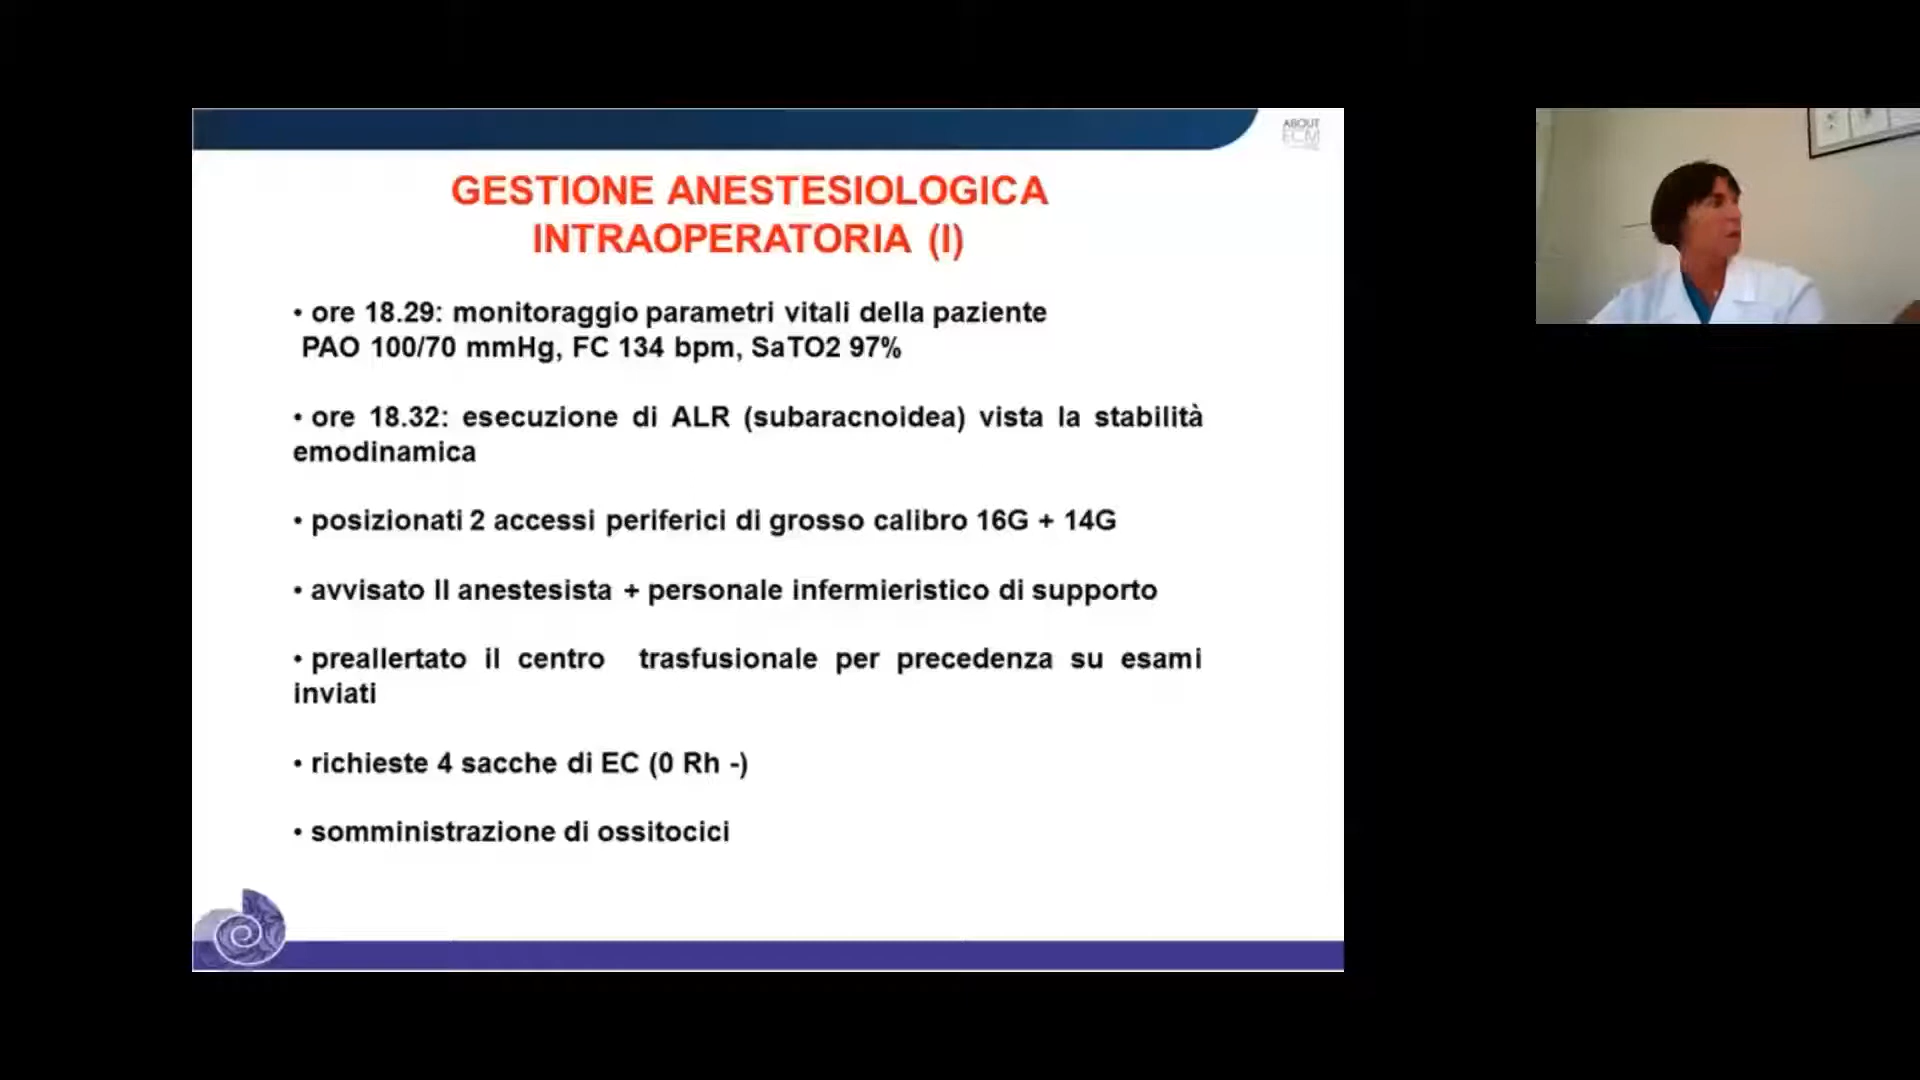 ABOUT
ECM
GESTIONE ANESTESIOLOGICA
INTRAOPERATORIA (I)
• ore 18.29: monitoraggio parametri vitali della paziente
PAO 100/70 mmHg, FC 134 bpm, SaTO2 97%
• ore 18.32: esecuzione di ALR (subaracnoidea) vista la stabilità
emodinamica
• posizionati 2 accessi periferici di grosso calibro 16G + 14G
• avvisato II anestesista + personale infermieristico di supporto
• preallertato il centro trasfusionale per precedenza su esami
inviati
• richieste 4 sacche di EC (0 Rh -)
• somministrazione di ossitocici